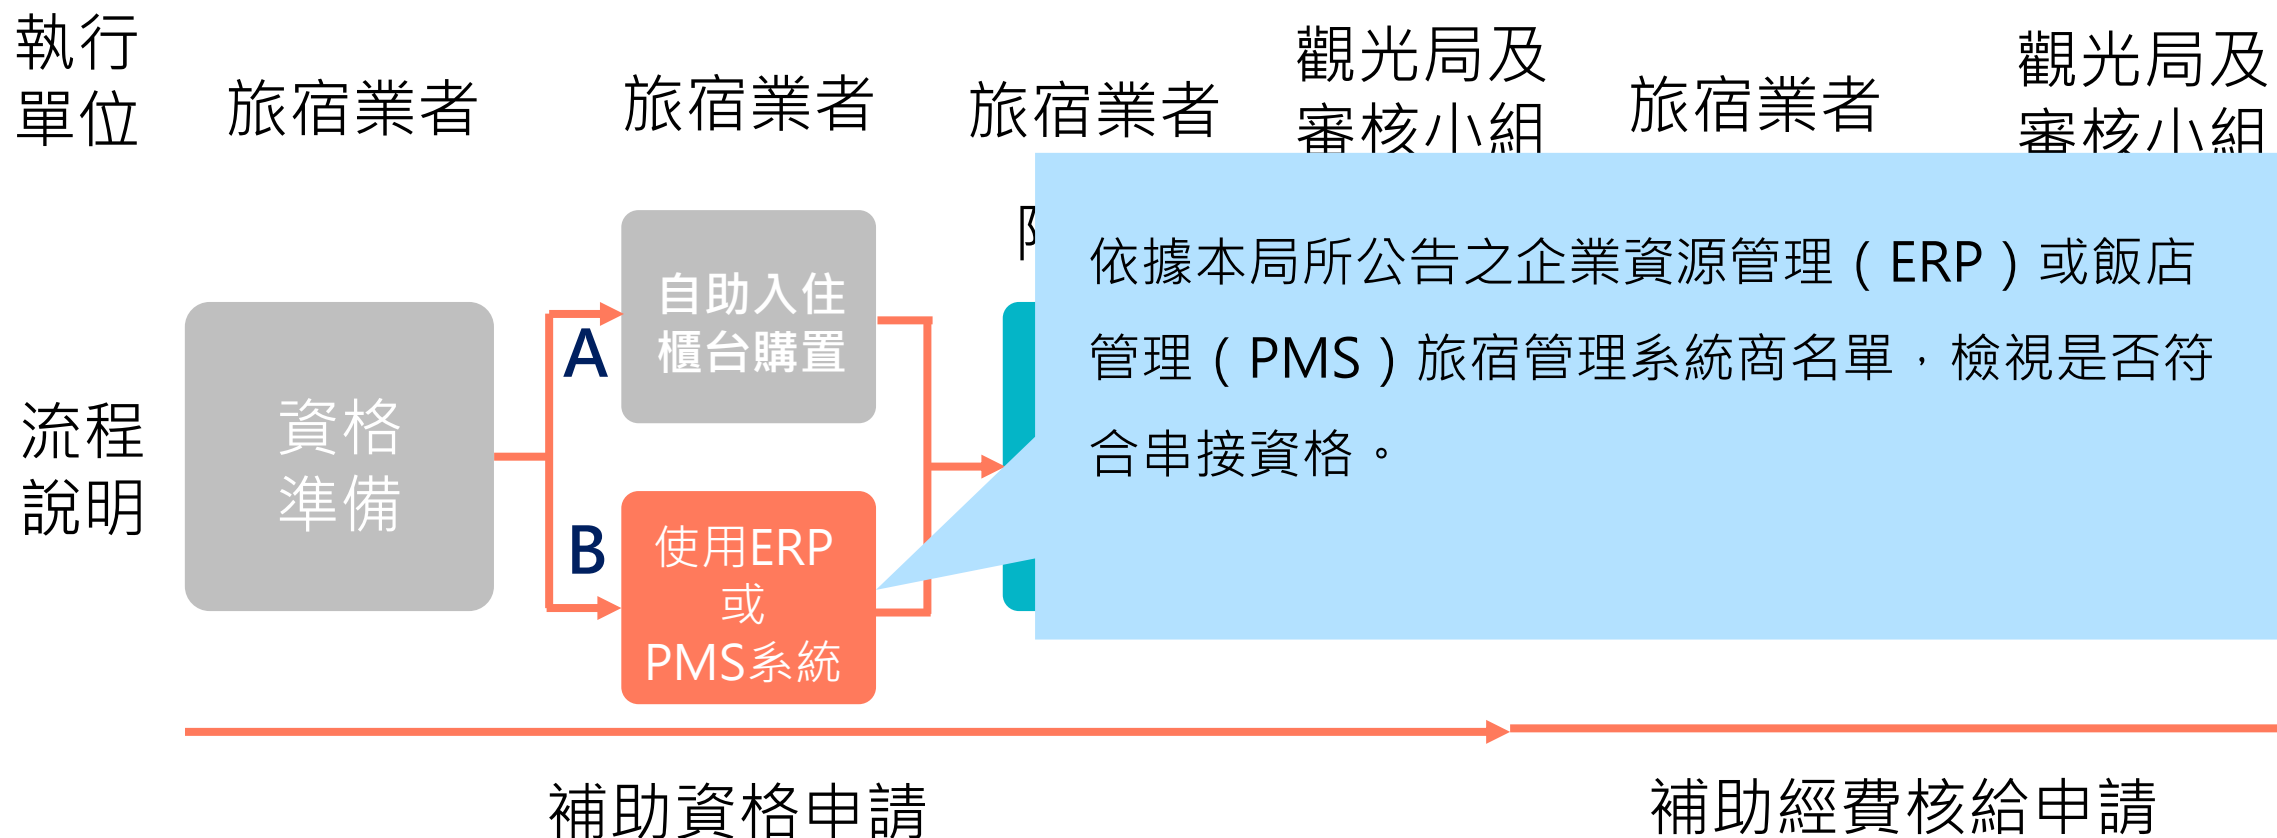 執行
單位
旅宿業者
旅宿業者
旅宿業者
觀光局及
審核小組
旅宿業者
觀光局及
審核小組
流程
說明
資格
準備
A
自助入住
櫃台購置
B
使用ERP
或
PMS系統
依據本局所公告之企業資源管理（ERP）或飯店
管理（PMS）旅宿管理系統商名單，檢視是否符
合串接資格。
補助資格申請
補助經費核給申請